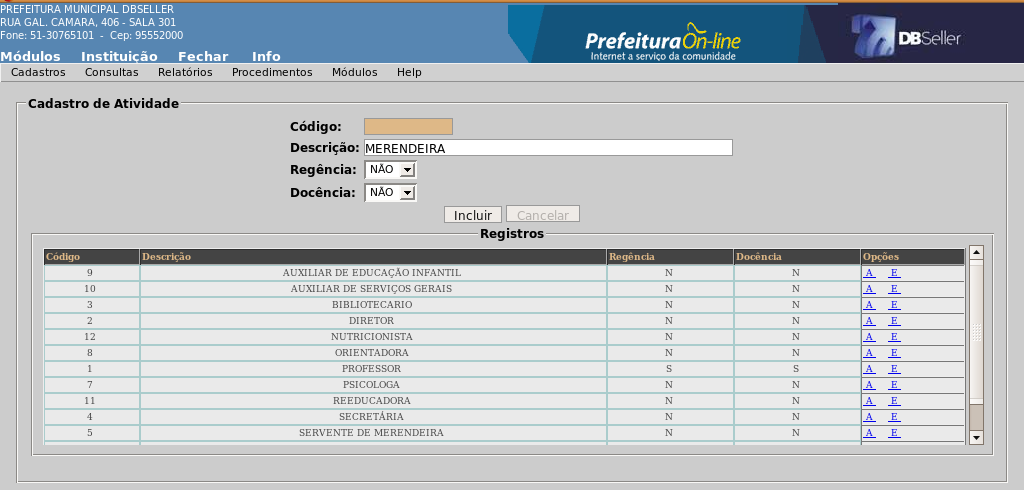 PREFEITURA MUNICIPAL DBSELLER
RUA GAL. CAMARA, 406 - SALA 301
Fone: 51-30765101 - Cep: 95552000
PrefeituraOn-line
Internet a serviço da comunidade
DBSeller
Módulos Instituição Fechar Info
Cadastros Consultas Relatórios Procedimentos Módulos Help
Cadastro de Atividade
Código:
Descrição: MERENDEIRA
Regência: NÃO
Docência: NÃO
Incluir Cancelar
Registros
Código Descrição Regência Docência Opções
9 AUXILIAR DE EDUCAÇÃO INFANTIL N N A E
10 AUXILIAR DE SERVIÇOS GERAIS N N A E
3 BIBLIOTECARIO N N A E
2 DIRETOR N N A E
12 NUTRICIONISTA N N A E
8 ORIENTADORA N N A E
1 PROFESSOR S S A E
7 PSICOLOGA N N A E
11 REEDUCADORA N N A E
4 SECRETÁRIA N N A E
5 SERVENTE DE MERENDEIRA N N A E